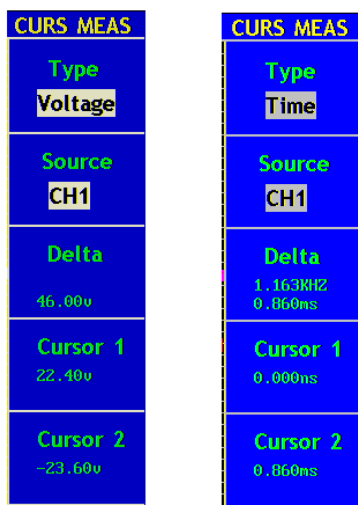 CURS MEAS
Type
Voltage
Source
CH1
Delta
46.00v
Cursor 1
22.40v
Cursor 2
-23.60v
CURS MEAS
Type
Time
Source
CH1
Delta
1.163KHZ
0.860ms
Cursor 1
0.000ns
Cursor 2
0.860ms